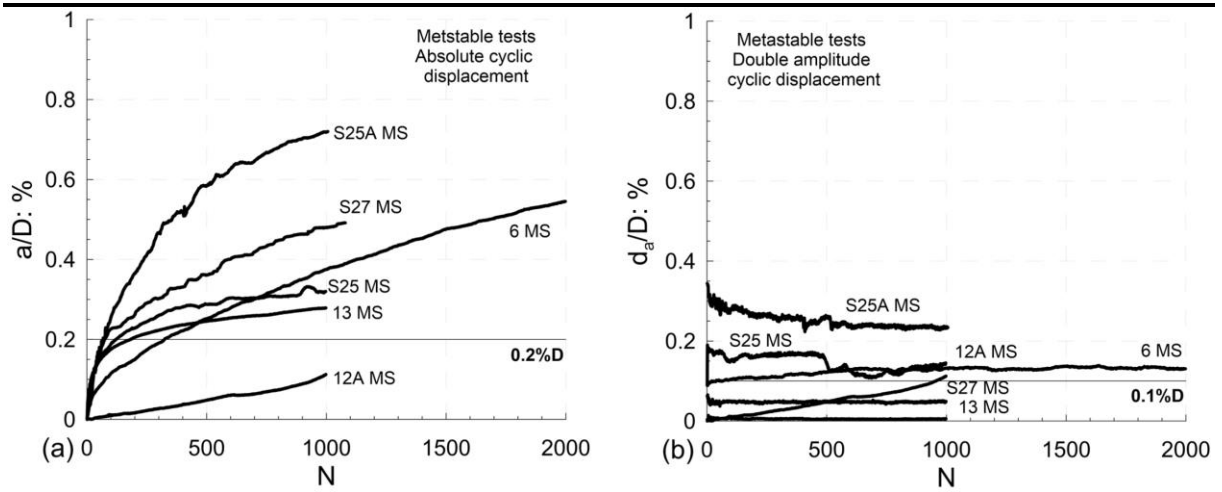 1
0.8
0.6
0.4
0.2
0
a/D: %
Metstable tests
Absolute cyclic
displacement
S25A MS
S27 MS
6 MS
S25 MS
13 MS
0.2%D
12A MS
0
500
1000
1500
2000
(a)
N
1
0.8
0.6
0.4
0.2
0
dₐ/D: %
Metastable tests
Double amplitude
cyclic displacement
S25A MS
S25 MS
12A MS
6 MS
S27 MS
0.1%D
13 MS
0
500
1000
1500
2000
(b)
N